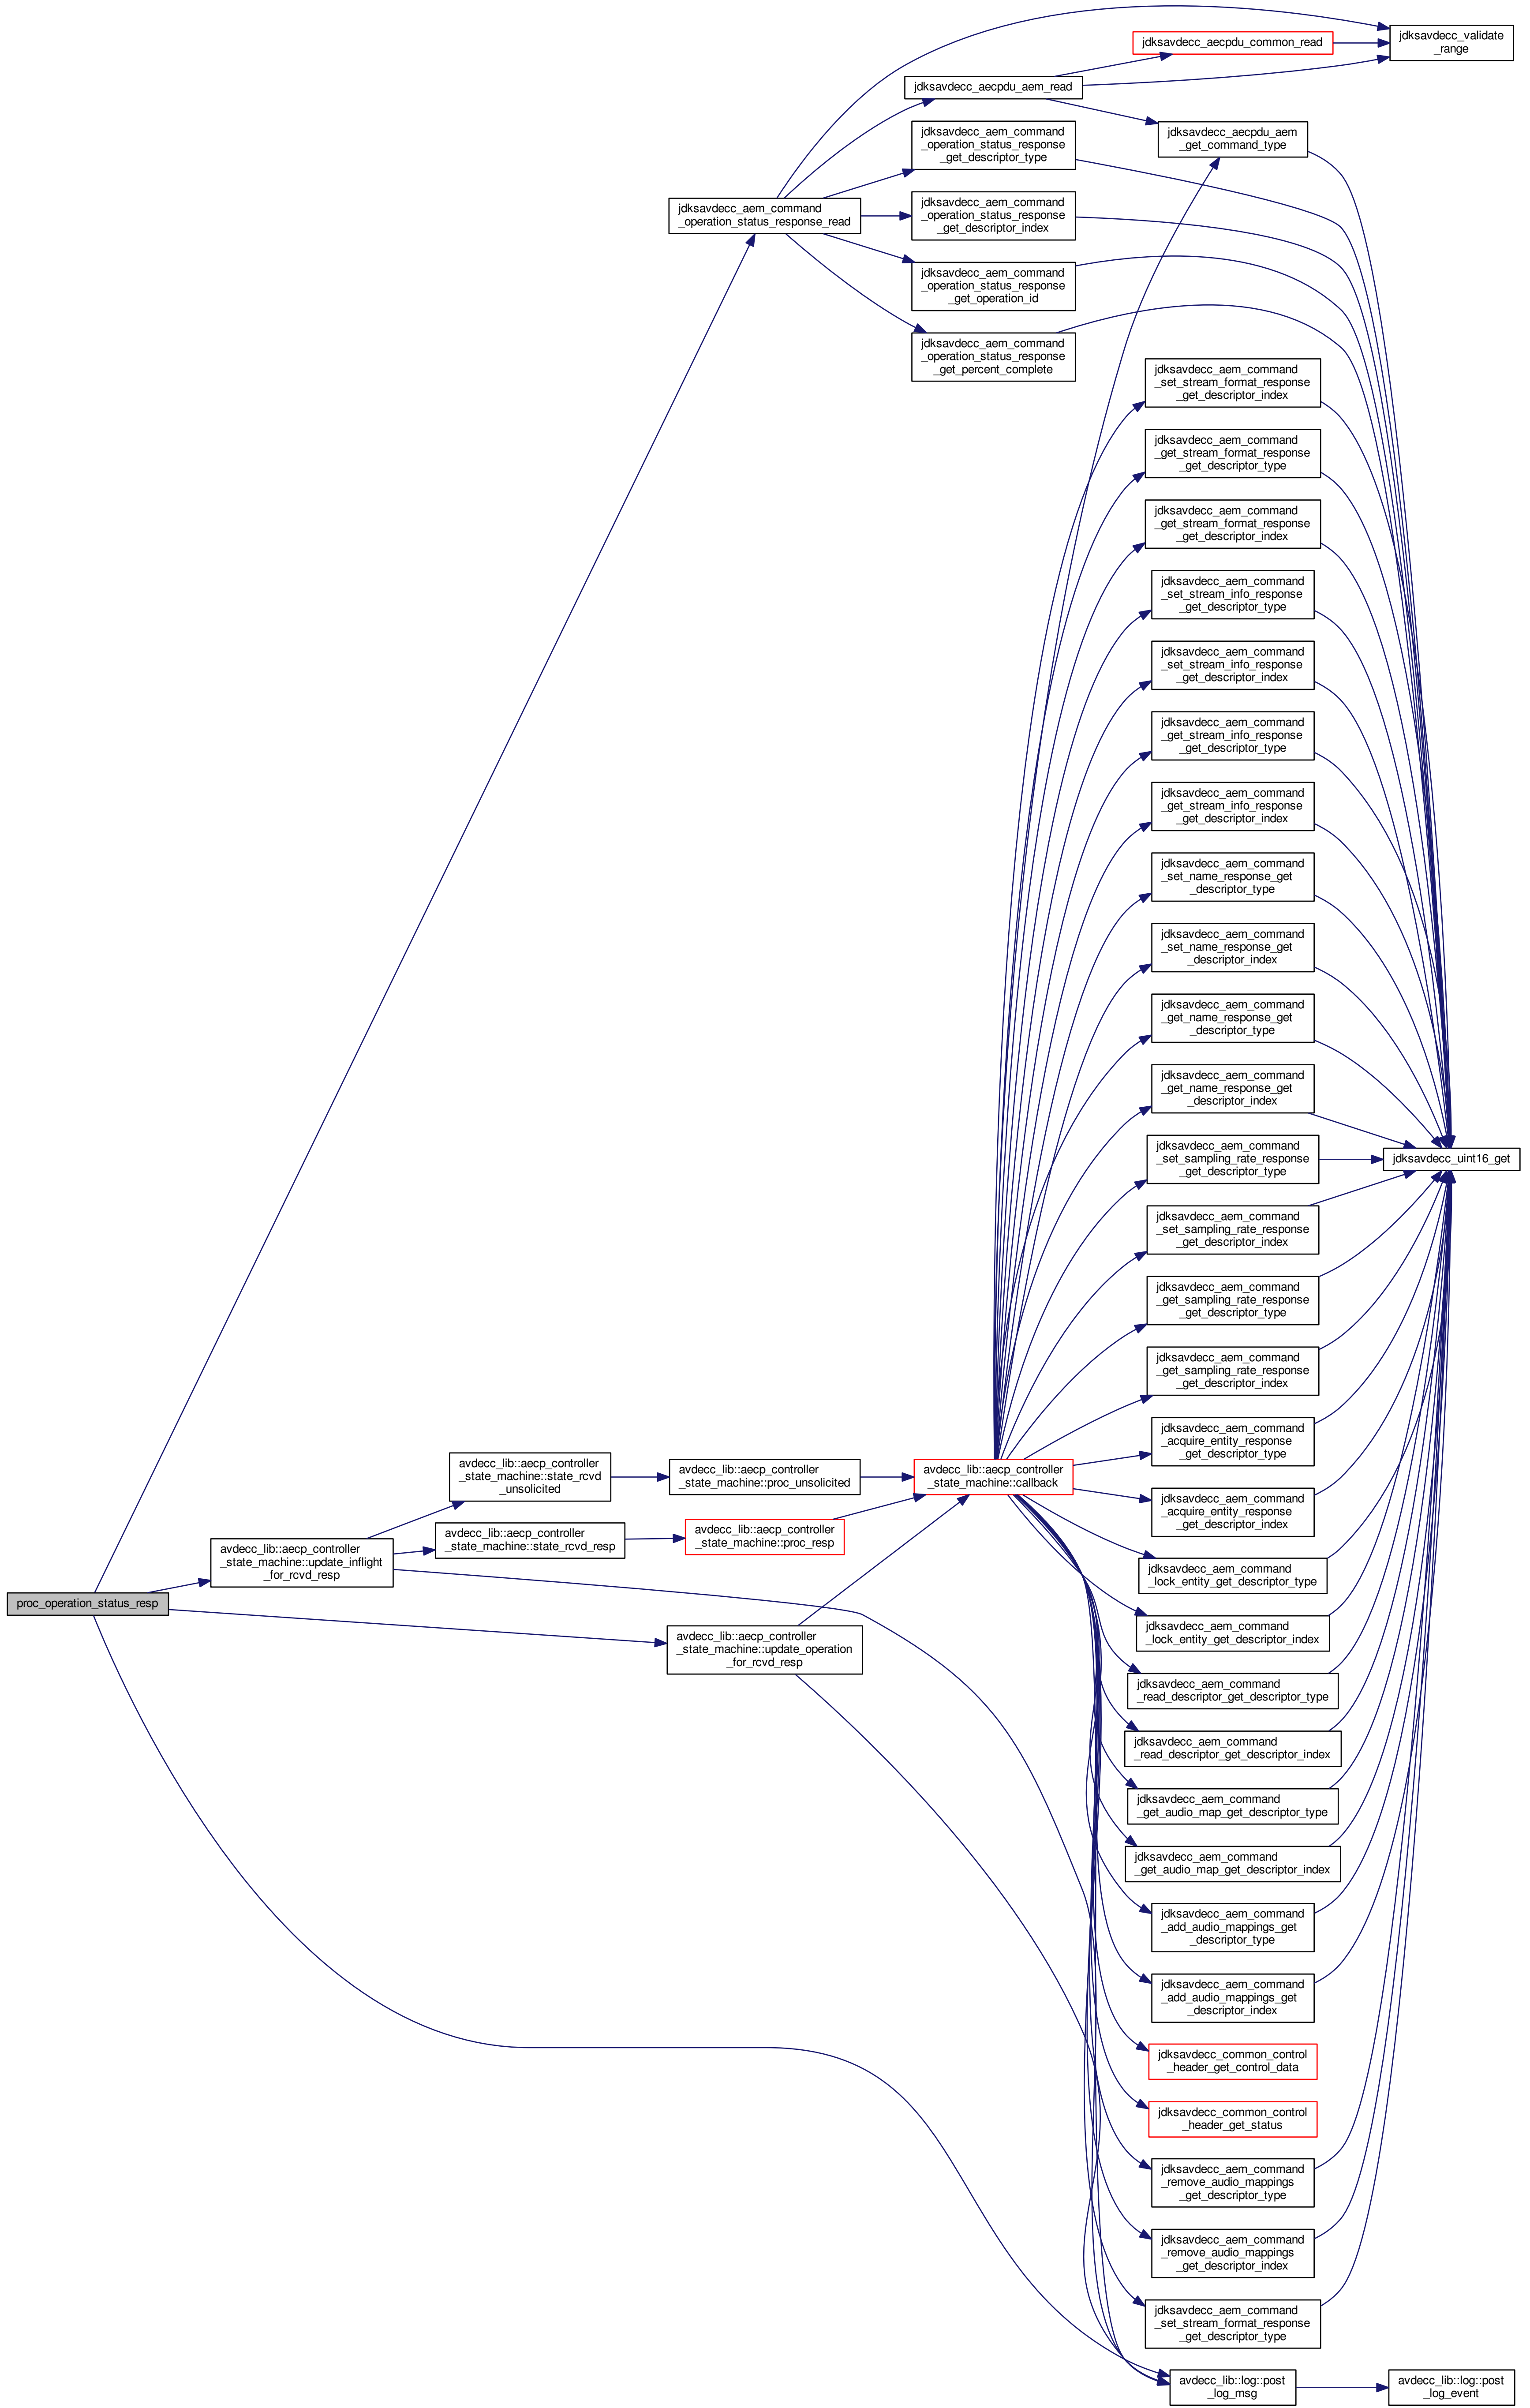 jdksavdecc_validate
_range
jdksavdecc_aecpdu_common_read
jdksavdecc_aecpdu_aem_read
jdksavdecc_aecpdu_aem
_get_command_type
jdksavdecc_aem_command
_operation_status_response
_get_descriptor_type
jdksavdecc_aem_command
_operation_status_response_read
jdksavdecc_aem_command
_operation_status_response
_get_descriptor_index
jdksavdecc_aem_command
_operation_status_response
_get_operation_id
jdksavdecc_aem_command
_operation_status_response
_get_percent_complete
jdksavdecc_aem_command
_set_stream_format_response
_get_descriptor_index
jdksavdecc_aem_command
_get_stream_format_response
_get_descriptor_type
jdksavdecc_aem_command
_get_stream_format_response
_get_descriptor_index
jdksavdecc_aem_command
_set_stream_info_response
_get_descriptor_type
jdksavdecc_aem_command
_set_stream_info_response
_get_descriptor_index
jdksavdecc_aem_command
_get_stream_info_response
_get_descriptor_type
jdksavdecc_aem_command
_get_stream_info_response
_get_descriptor_index
jdksavdecc_aem_command
_set_name_response_get
_descriptor_type
jdksavdecc_aem_command
_set_name_response_get
_descriptor_index
jdksavdecc_aem_command
_get_name_response_get
_descriptor_type
jdksavdecc_aem_command
_get_name_response_get
_descriptor_index
jdksavdecc_aem_command
_set_sampling_rate_response
_get_descriptor_type
jdksavdecc_uint16_get
jdksavdecc_aem_command
_set_sampling_rate_response
_get_descriptor_index
jdksavdecc_aem_command
_get_sampling_rate_response
_get_descriptor_type
jdksavdecc_aem_command
_get_sampling_rate_response
_get_descriptor_index
jdksavdecc_aem_command
_acquire_entity_response
_get_descriptor_type
avdecc_lib::aecp_controller
_state_machine::state_rcvd
_unsolicited
avdecc_lib::aecp_controller
_state_machine::proc_unsolicited
avdecc_lib::aecp_controller
_state_machine::callback
jdksavdecc_aem_command
_acquire_entity_response
_get_descriptor_index
avdecc_lib::aecp_controller
_state_machine::state_rcvd_resp
avdecc_lib::aecp_controller
_state_machine::proc_resp
avdecc_lib::aecp_controller
_state_machine::update_inflight
_for_rcvd_resp
jdksavdecc_aem_command
_lock_entity_get_descriptor_type
proc_operation_status_resp
jdksavdecc_aem_command
_lock_entity_get_descriptor_index
avdecc_lib::aecp_controller
_state_machine::update_operation
_for_rcvd_resp
jdksavdecc_aem_command
_read_descriptor_get_descriptor_type
jdksavdecc_aem_command
_read_descriptor_get_descriptor_index
jdksavdecc_aem_command
_get_audio_map_get_descriptor_type
jdksavdecc_aem_command
_get_audio_map_get_descriptor_index
jdksavdecc_aem_command
_add_audio_mappings_get
_descriptor_type
jdksavdecc_aem_command
_add_audio_mappings_get
_descriptor_index
jdksavdecc_common_control
_header_get_control_data
jdksavdecc_common_control
_header_get_status
jdksavdecc_aem_command
_remove_audio_mappings
_get_descriptor_type
jdksavdecc_aem_command
_remove_audio_mappings
_get_descriptor_index
jdksavdecc_aem_command
_set_stream_format_response
_get_descriptor_type
avdecc_lib::log::post
_log_msg
avdecc_lib::log::post
_log_event